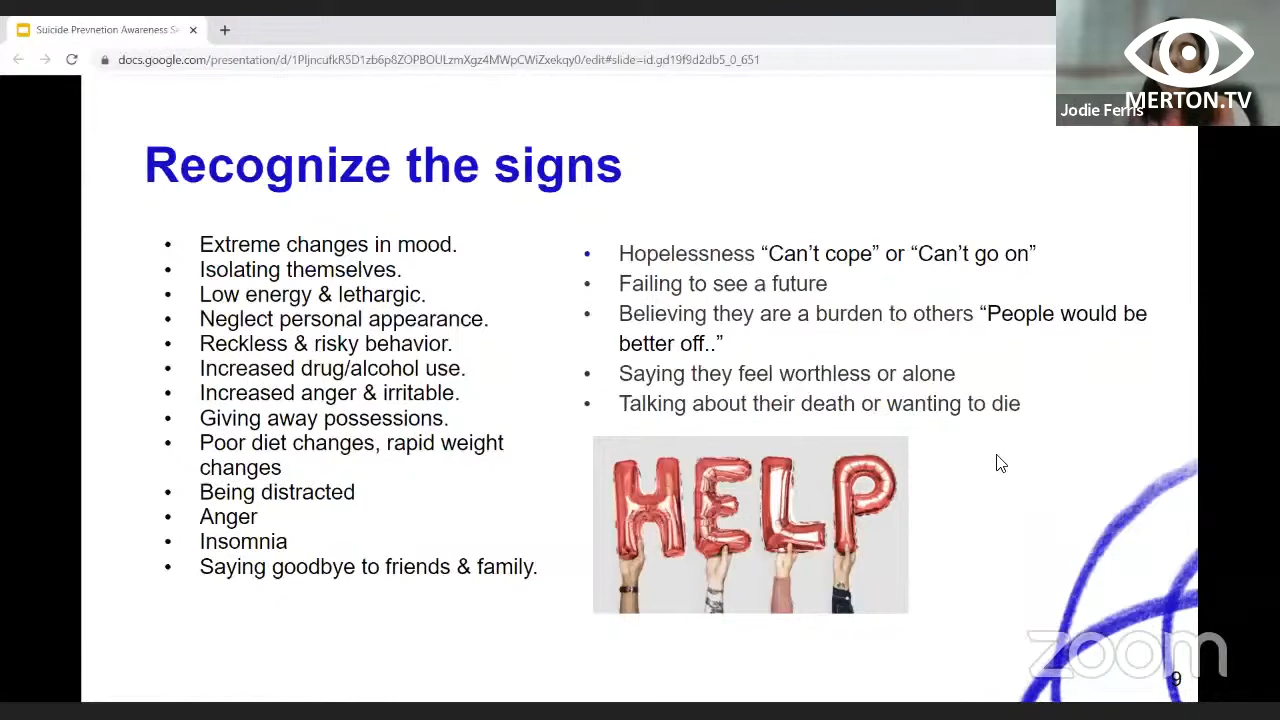 Suicide Prevnetion Awareness Se
docs.google.com/presentation/d/1PljncufkR5D1zb6p8ZOPBOULzmXgz4MWpCWiZxekqy0/edit#slide=id.gd19f9d2db5_0_651
MERTON.TV
Jodie Ferris
Recognize the signs
• Extreme changes in mood.
• Isolating themselves.
• Low energy & lethargic.
• Neglect personal appearance.
• Reckless & risky behavior.
• Increased drug/alcohol use.
• Increased anger & irritable.
• Giving away possessions.
• Poor diet changes, rapid weight
changes
• Being distracted
• Anger
• Insomnia
• Saying goodbye to friends & family.
• Hopelessness “Can’t cope” or “Can’t go on”
• Failing to see a future
• Believing they are a burden to others “People would be
better off..”
• Saying they feel worthless or alone
• Talking about their death or wanting to die
HELP
zoom
9